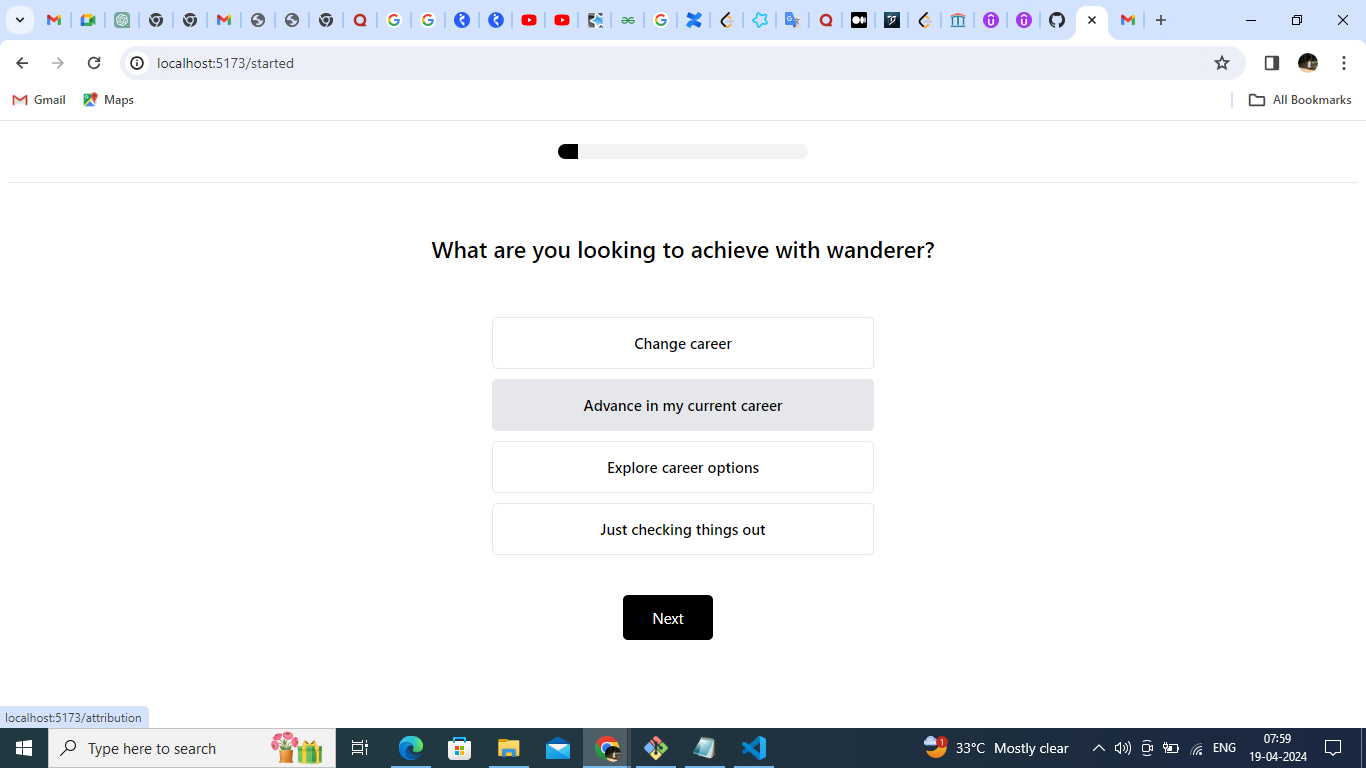 localhost:5173/started
Gmail
Maps
All Bookmarks
What are you looking to achieve with wanderer?
Change career
Advance in my current career
Explore career options
Just checking things out
Next
localhost:5173/attribution
Type here to search
1
33°C Mostly clear
ENG
07:59
19-04-2024